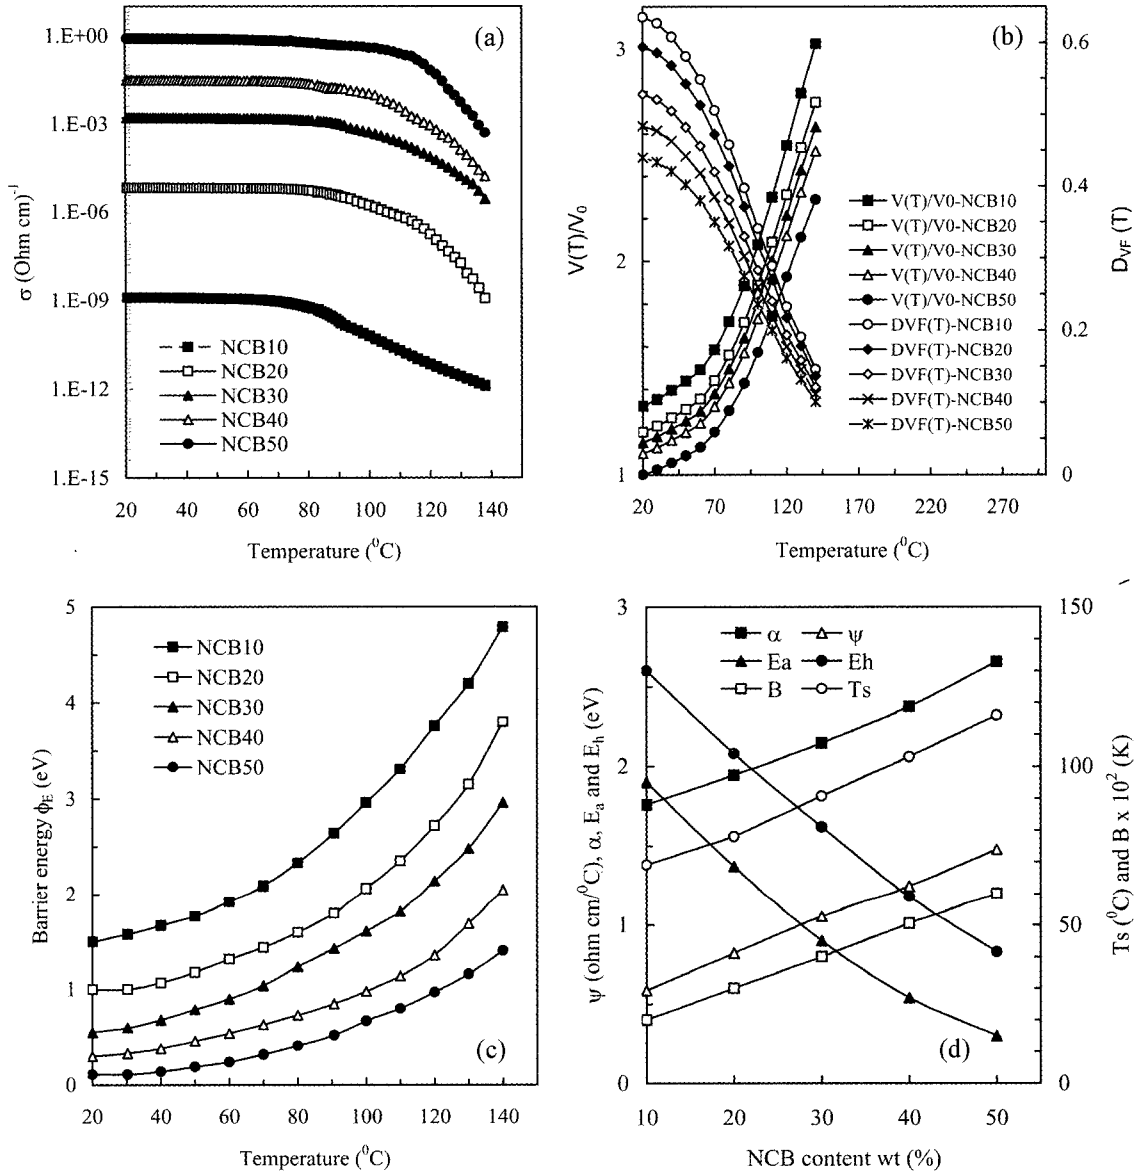 (a)
1.E+00
1.E-03
1.E-06
1.E-09
1.E-12
1.E-15
σ (Ohm cm)⁻¹
NCB10
NCB20
NCB30
NCB40
NCB50
20 40 60 80 100 120 140
Temperature (⁰C)
(b)
3
2
1
V(T)/V₀
0.6
0.4
0.2
0
D_VF (T)
V(T)/V0-NCB10
V(T)/V0-NCB20
V(T)/V0-NCB30
V(T)/V0-NCB40
V(T)/V0-NCB50
DVF(T)-NCB10
DVF(T)-NCB20
DVF(T)-NCB30
DVF(T)-NCB40
DVF(T)-NCB50
20 70 120 170 220 270
Temperature (⁰C)
5
4
3
2
1
0
Barrier energy ϕ_E (eV)
NCB10
NCB20
NCB30
NCB40
NCB50
(c)
20 40 60 80 100 120 140
Temperature (⁰C)
3
2
1
0
ψ (ohm cm/⁰C), α, E_a and E_h (eV)
α ψ
Ea Eh
B Ts
150
100
50
0
Ts (⁰C) and B x 10² (K)
(d)
10 20 30 40 50
NCB content wt (%)